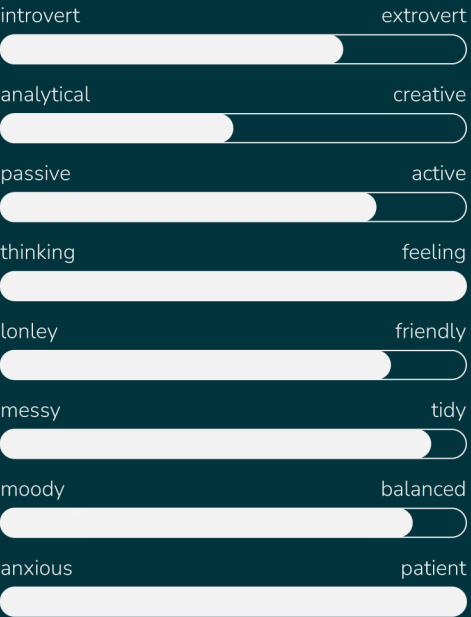 introvert extrovert
analytical creative
passive active
thinking feeling
lonley friendly
messy tidy
moody balanced
anxious patient